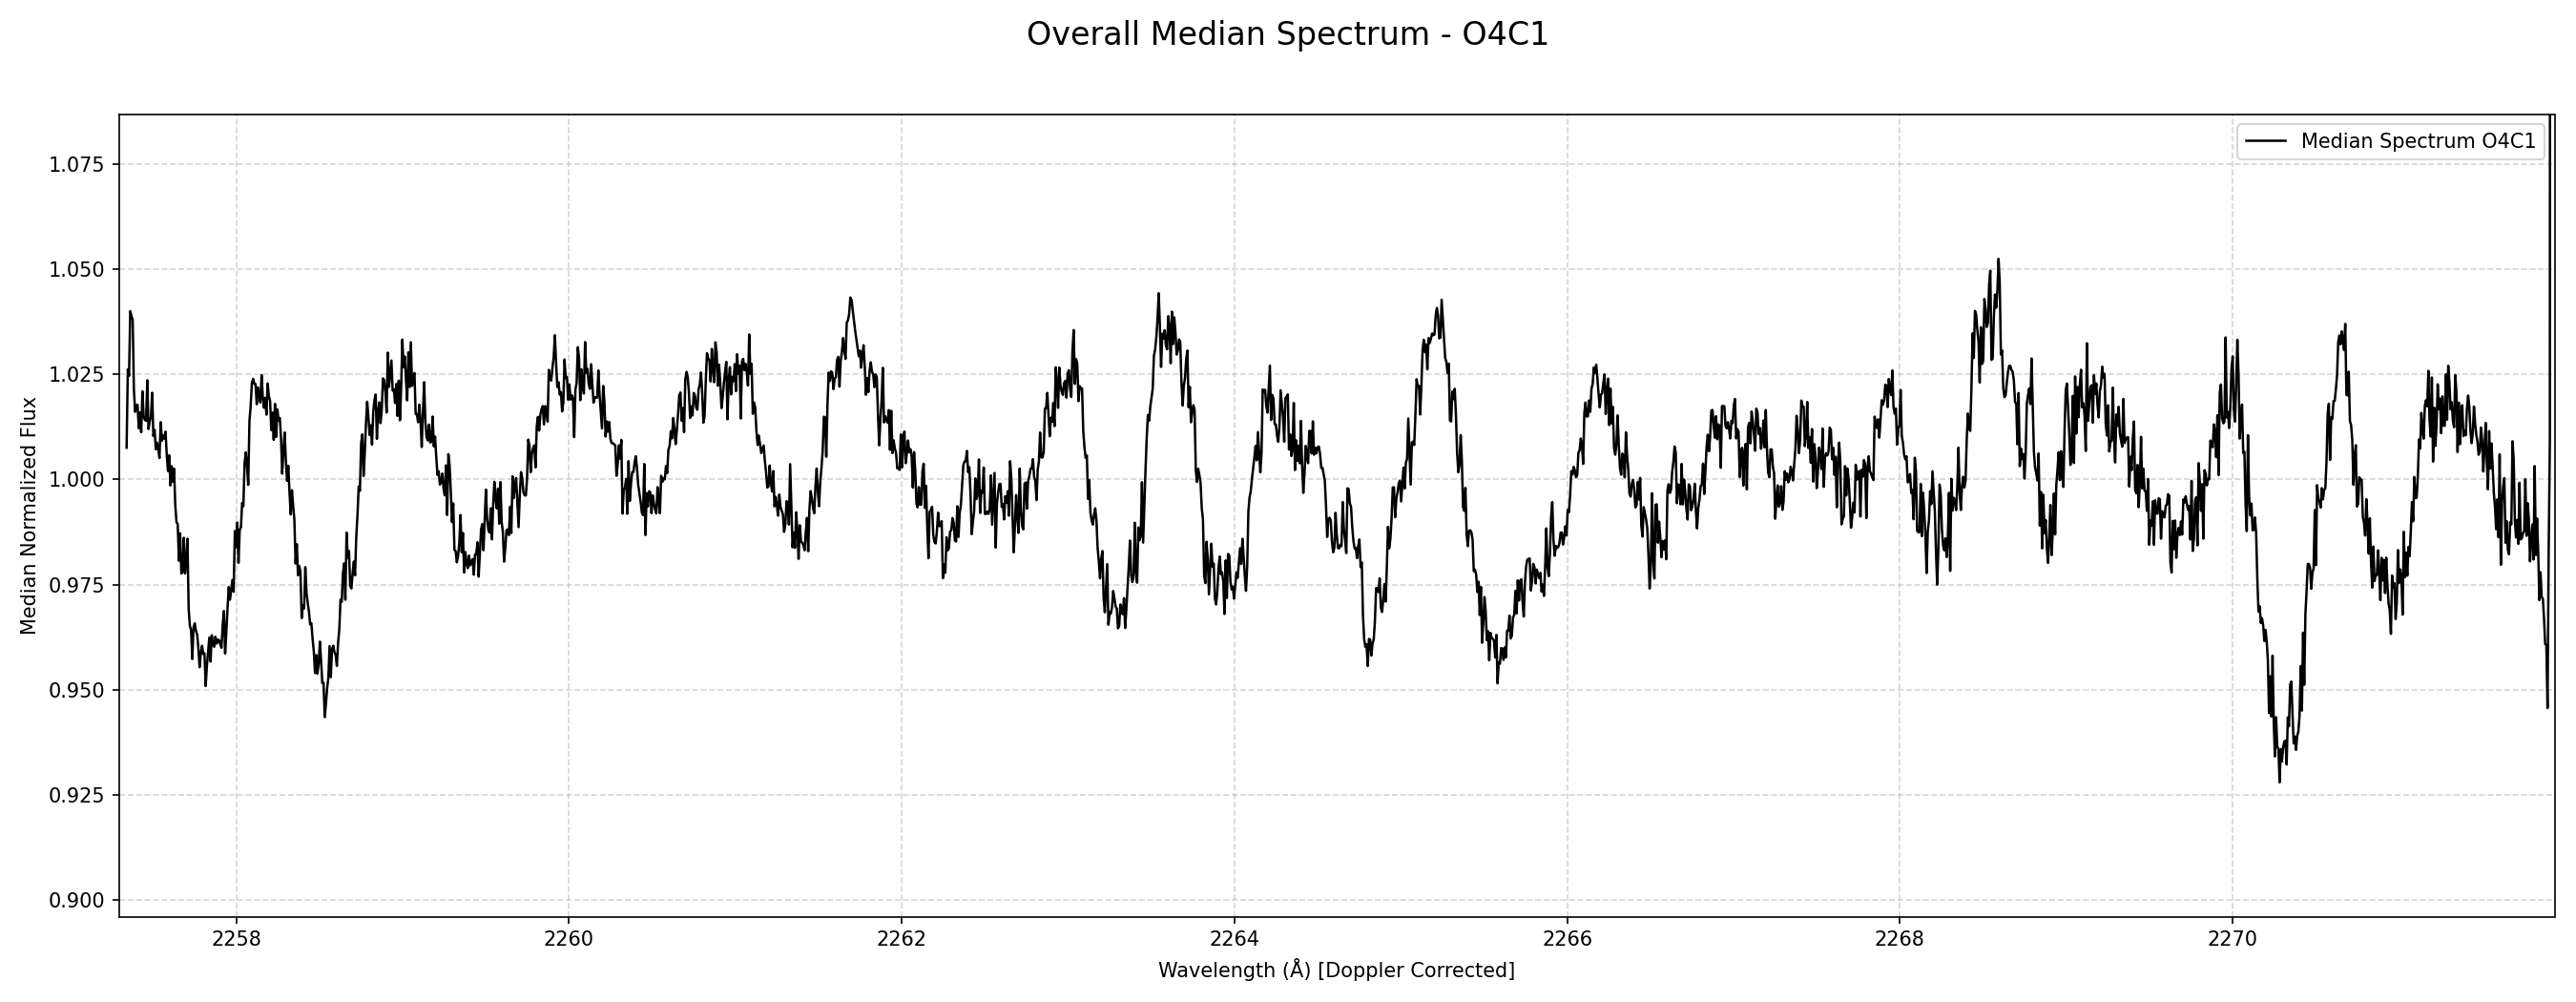 Overall Median Spectrum - O4C1
Median Spectrum O4C1
1.075
1.050
1.025
1.000
0.975
0.950
0.925
0.900
Median Normalized Flux
2258 2260 2262 2264 2266 2268 2270
Wavelength (Å) [Doppler Corrected]